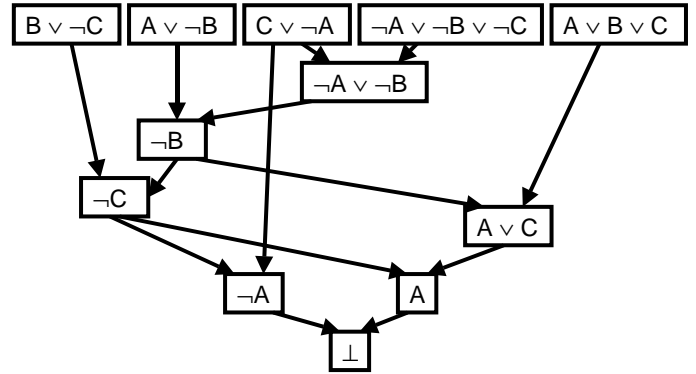 B ∨ ¬C A ∨ ¬B C ∨ ¬A ¬A ∨ ¬B ∨ ¬C A ∨ B ∨ C
¬A ∨ ¬B
¬B
¬C
A ∨ C
¬A A
⊥